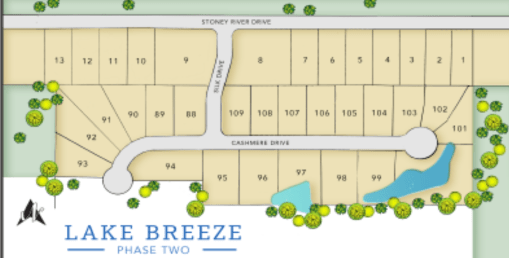 STONEY RIVER DRIVE
13 12 11 10 9 8 7 6 5 4 3 2 1
SILK DRIVE
91 90 89 88 109 108 107 106 105 104 103 102
101
92
CASHMERE DRIVE
93 94 95 96 97 98 99
LAKE BREEZE
PHASE TWO